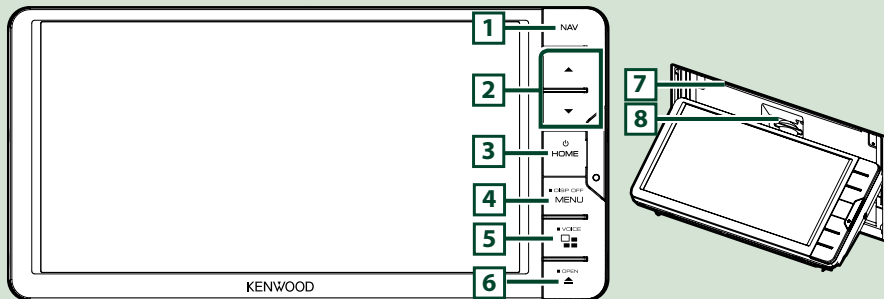 1 NAV
2
3 HOME
■ DISP OFF
4 MENU
■ VOICE
5
■ OPEN
6
KENWOOD
7
8